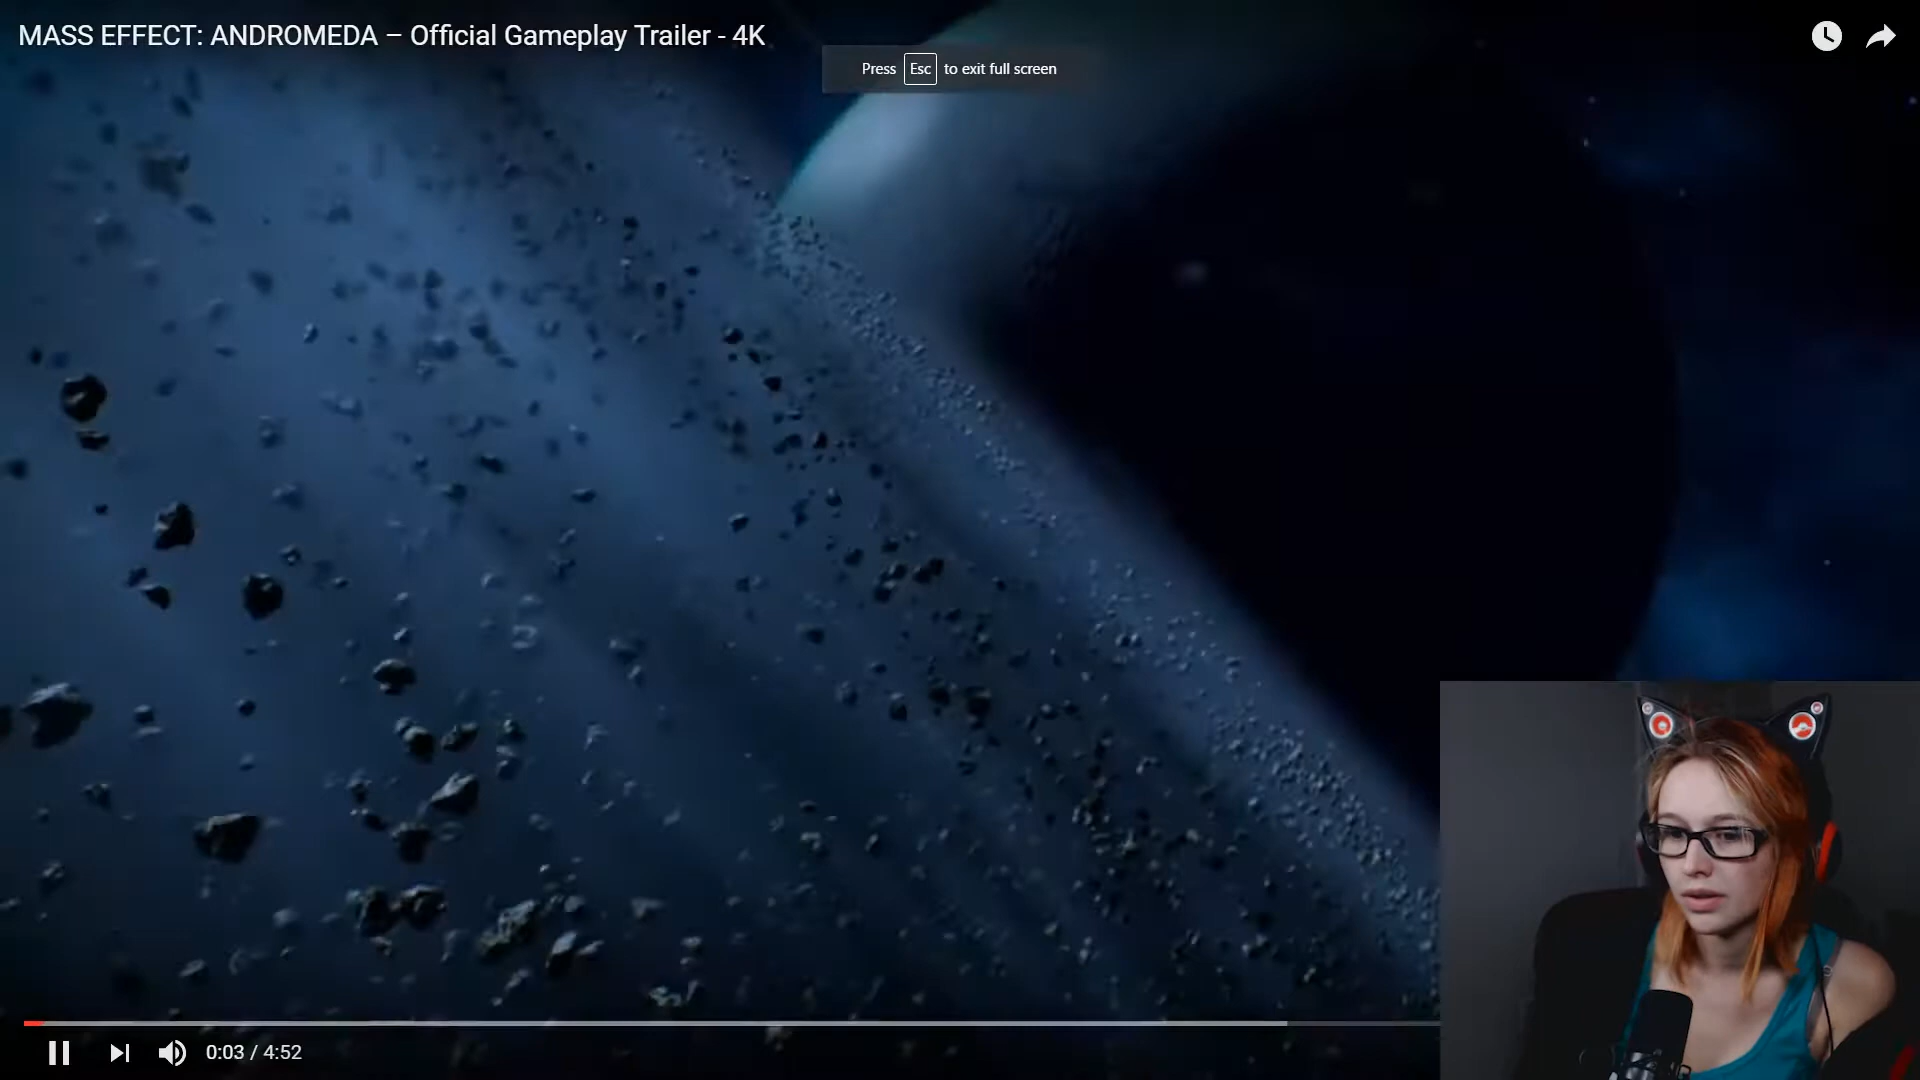 MASS EFFECT: ANDROMEDA – Official Gameplay Trailer - 4K
Press Esc to exit full screen
0:03 / 4:52